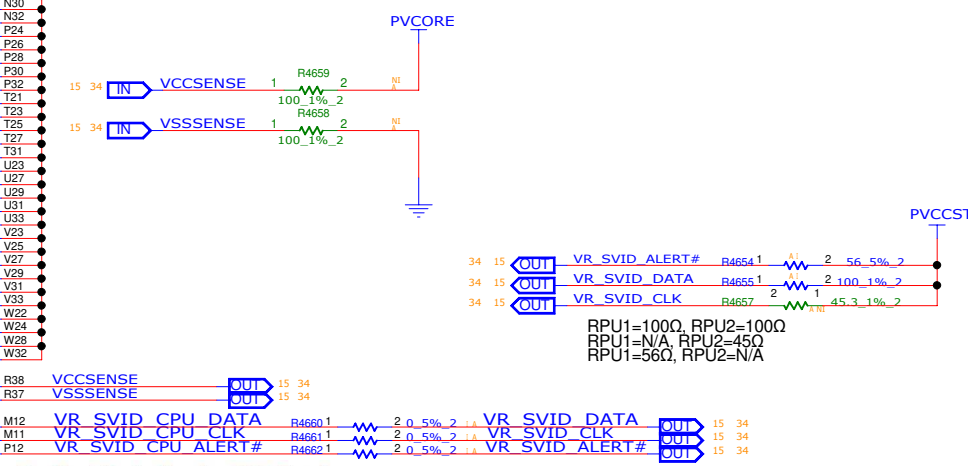 N30
N32
P24
P26
P28
P30
P32
T21
T23
T25
T27
T31
U23
U27
U29
U31
U33
V23
V25
V27
V29
V31
V33
W22
W24
W28
W32
PVCORE
15 34 IN VCCSENSE 1 R4659 2 NI A
100_1%_2
15 34 IN VSSSENSE 1 R4658 2 NI
100_1%_2
PVCCST
34 15 OUT VR_SVID_ALERT# R4654 1 2 56_5%_2
34 15 OUT VR_SVID_DATA R4655 1 2 100_1%_2
34 15 OUT VR_SVID_CLK R4657 2 1 45.3_1%_2 A NI
RPU1=100Ω, RPU2=100Ω
RPU1=N/A, RPU2=45Ω
RPU1=56Ω, RPU2=N/A
R38 VCCSENSE OUT 15 34
R37 VSSSENSE OUT 15 34
M12 VR_SVID_CPU_DATA R4660 1 2 0_5%_2 VR_SVID_DATA OUT 15 34
M11 VR_SVID_CPU_CLK R4661 1 2 0_5%_2 VR_SVID_CLK OUT 15 34
P12 VR_SVID_CPU_ALERT# R4662 1 2 0_5%_2 VR_SVID_ALERT# OUT 15 34